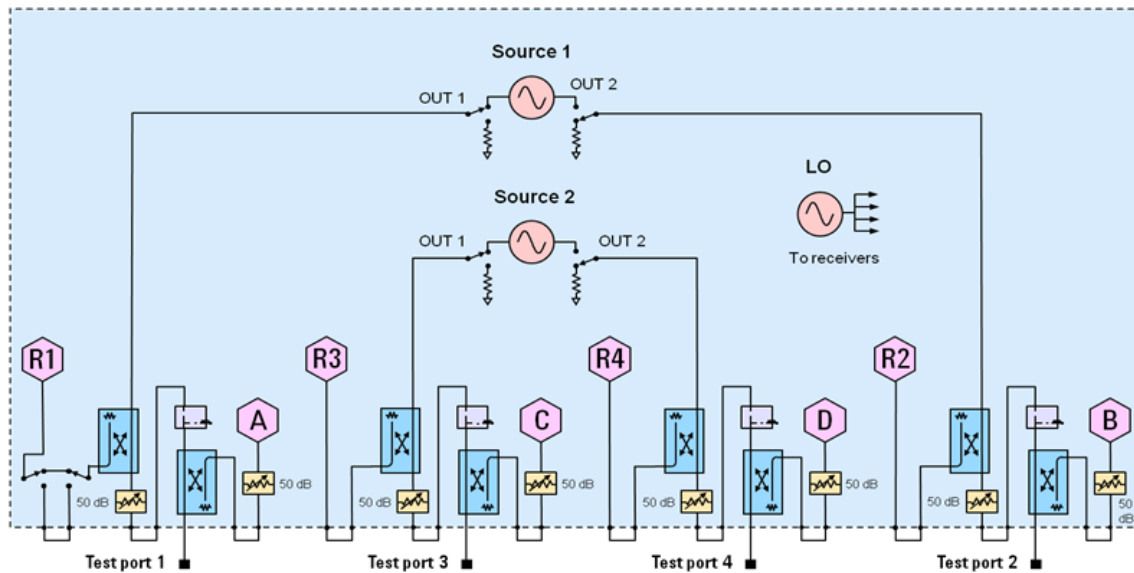 Source 1
OUT 1
OUT 2
LO
Source 2
OUT 1
OUT 2
To receivers
R1
R3
R4
R2
A
C
D
B
50 dB
50 dB
50 dB
50 dB
50 dB
50 dB
50 dB
50
dB
Test port 1
Test port 3
Test port 4
Test port 2